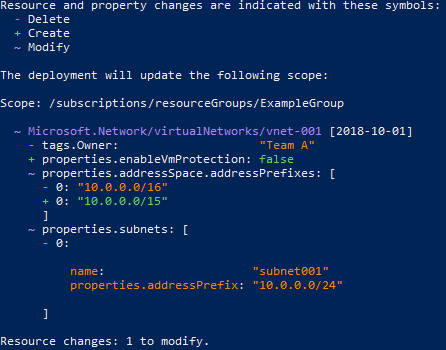 Resource and property changes are indicated with these symbols:
- Delete
+ Create
~ Modify
The deployment will update the following scope:
Scope: /subscriptions/resourceGroups/ExampleGroup
~ Microsoft.Network/virtualNetworks/vnet-001 [2018-10-01]
- tags.Owner: "Team A"
+ properties.enableVmProtection: false
~ properties.addressSpace.addressPrefixes: [
- 0: "10.0.0.0/16"
+ 0: "10.0.0.0/15"
]
~ properties.subnets: [
- 0:
name: "subnet001"
properties.addressPrefix: "10.0.0.0/24"
]
Resource changes: 1 to modify.